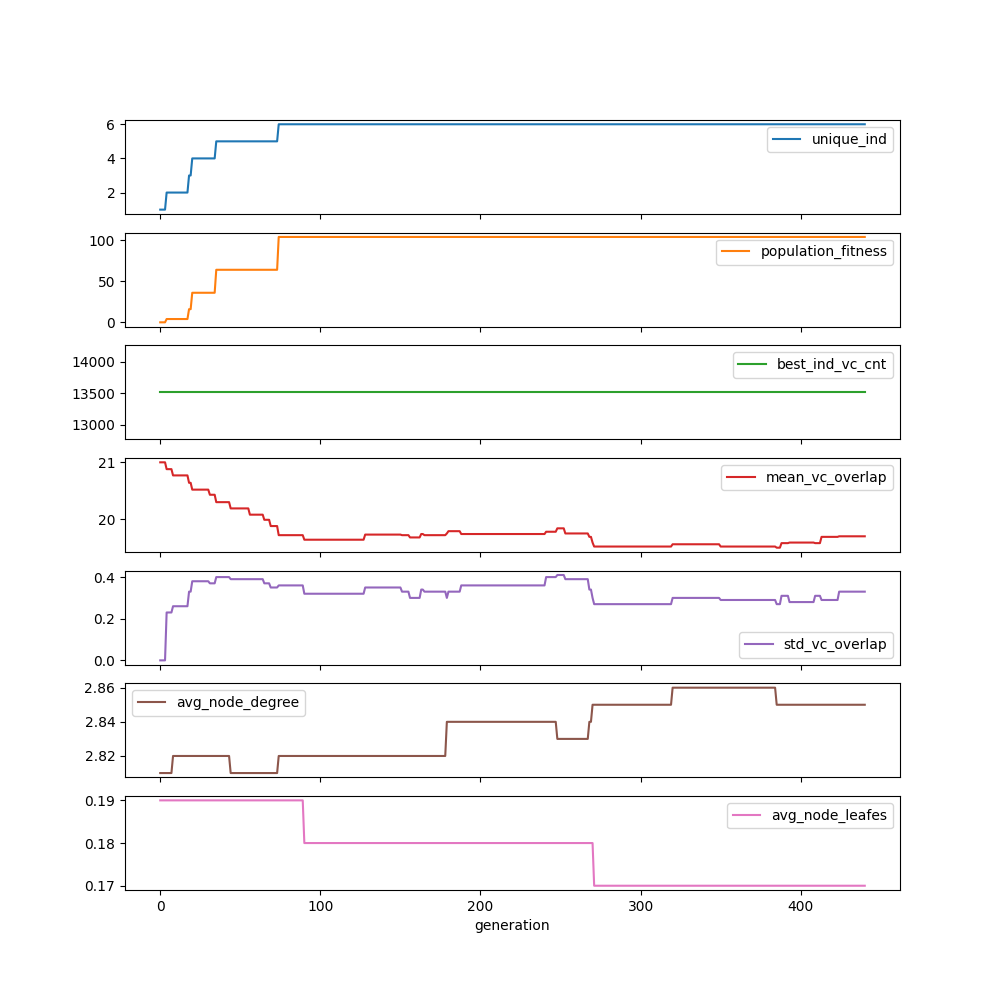 6
4
2
unique_ind
100
50
0
population_fitness
14000
13500
13000
best_ind_vc_cnt
21
20
mean_vc_overlap
0.4
0.2
0.0
std_vc_overlap
2.86
2.84
2.82
avg_node_degree
0.19
0.18
0.17
avg_node_leafes
0 100 200 300 400
generation